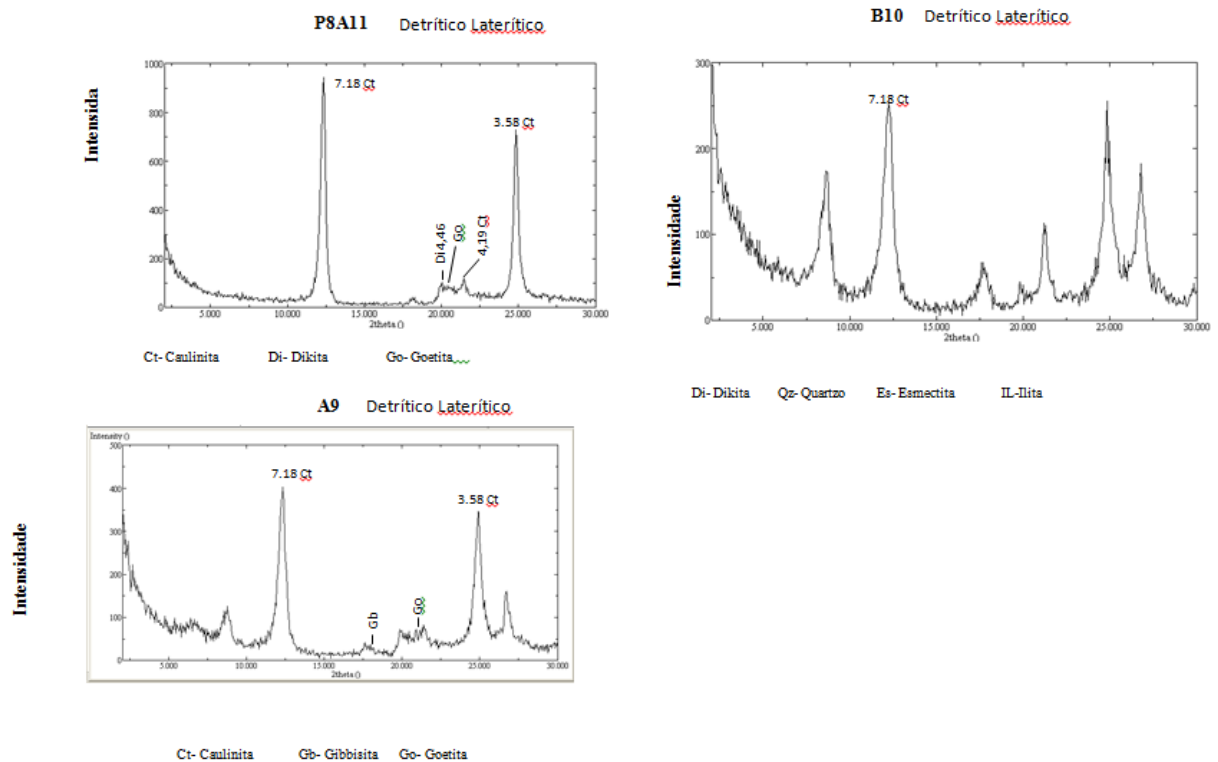 P8A11 Detrítico Laterítico
Intensida
1000
800
600
400
200
0
7.18 Ct
3.58 Ct
Di 4,46
Go
4,19 Ct
5.000 10.000 15.000 20.000 25.000 30.000
2theta ()
Ct- Caulinita Di- Dikita Go- Goetita
B10 Detrítico Laterítico
Intensidade
300
200
100
0
7.18 Ct
5.000 10.000 15.000 20.000 25.000 30.000
2theta ()
Di- Dikita Qz- Quartzo Es- Esmectita IL-Ilita
A9 Detrítico Laterítico
Intensidade
Intensity ()
500
400
300
200
100
0
7.18 Ct
3.58 Ct
Gb
Go
5.000 10.000 15.000 20.000 25.000 30.000
2theta ()
Ct- Caulinita Gb- Gibbisita Go- Goetita